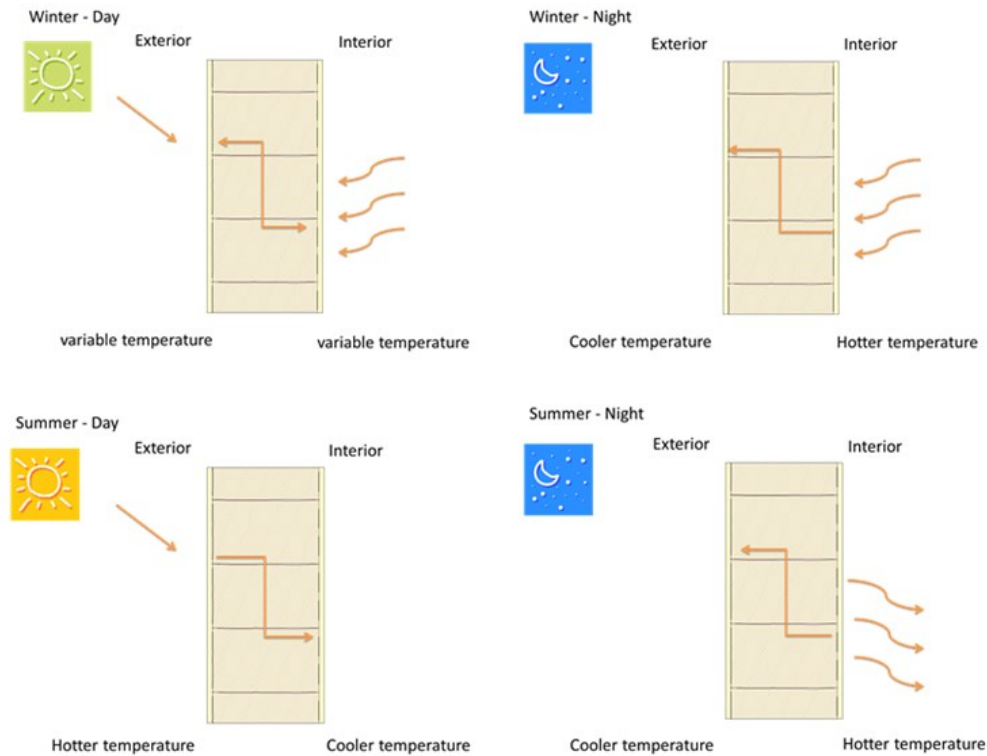 Winter - Day
Exterior
Interior
variable temperature
variable temperature
Winter - Night
Exterior
Interior
Cooler temperature
Hotter temperature
Summer - Day
Exterior
Interior
Hotter temperature
Cooler temperature
Summer - Night
Exterior
Interior
Cooler temperature
Hotter temperature